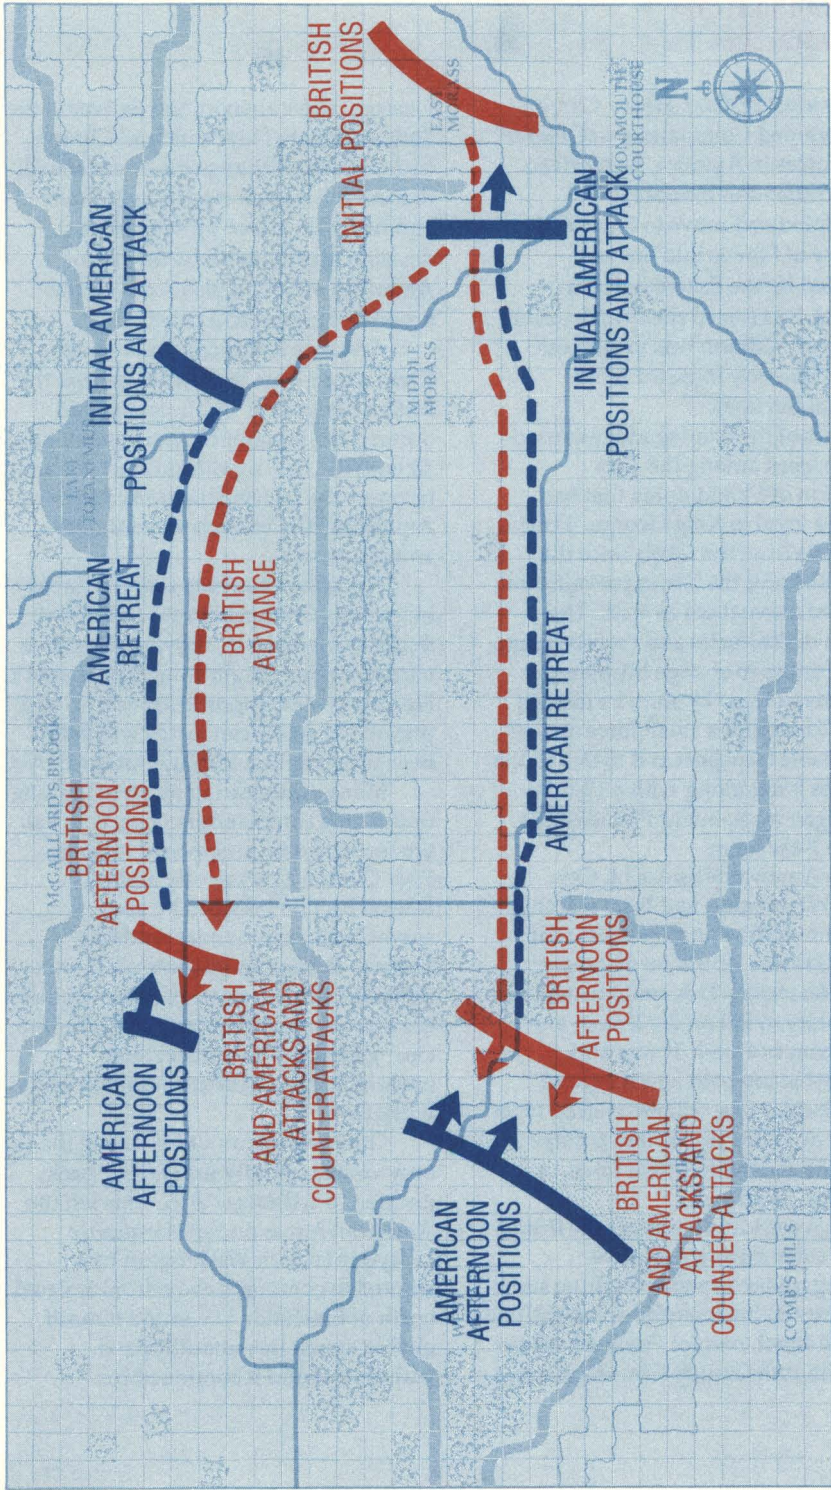 McGAILLARD'S BROOK
LAKE
AMERICAN
AFTERNOON
POSITIONS
BRITISH
AFTERNOON
POSITIONS
AMERICAN
RETREAT
INITIAL AMERICAN
POSITIONS AND ATTACK
BRITISH
AND AMERICAN
ATTACKS AND
COUNTER ATTACKS
BRITISH
ADVANCE
BRITISH
INITIAL POSITIONS
EAST
MORASS
MIDDLE
MORASS
AMERICAN
AFTERNOON
POSITIONS
BRITISH
AFTERNOON
POSITIONS
AMERICAN RETREAT
INITIAL AMERICAN
POSITIONS AND ATTACK
MONMOUTH
COURTHOUSE
N
BRITISH
AND AMERICAN
ATTACKS AND
COUNTER ATTACKS
COMB'S HILLS